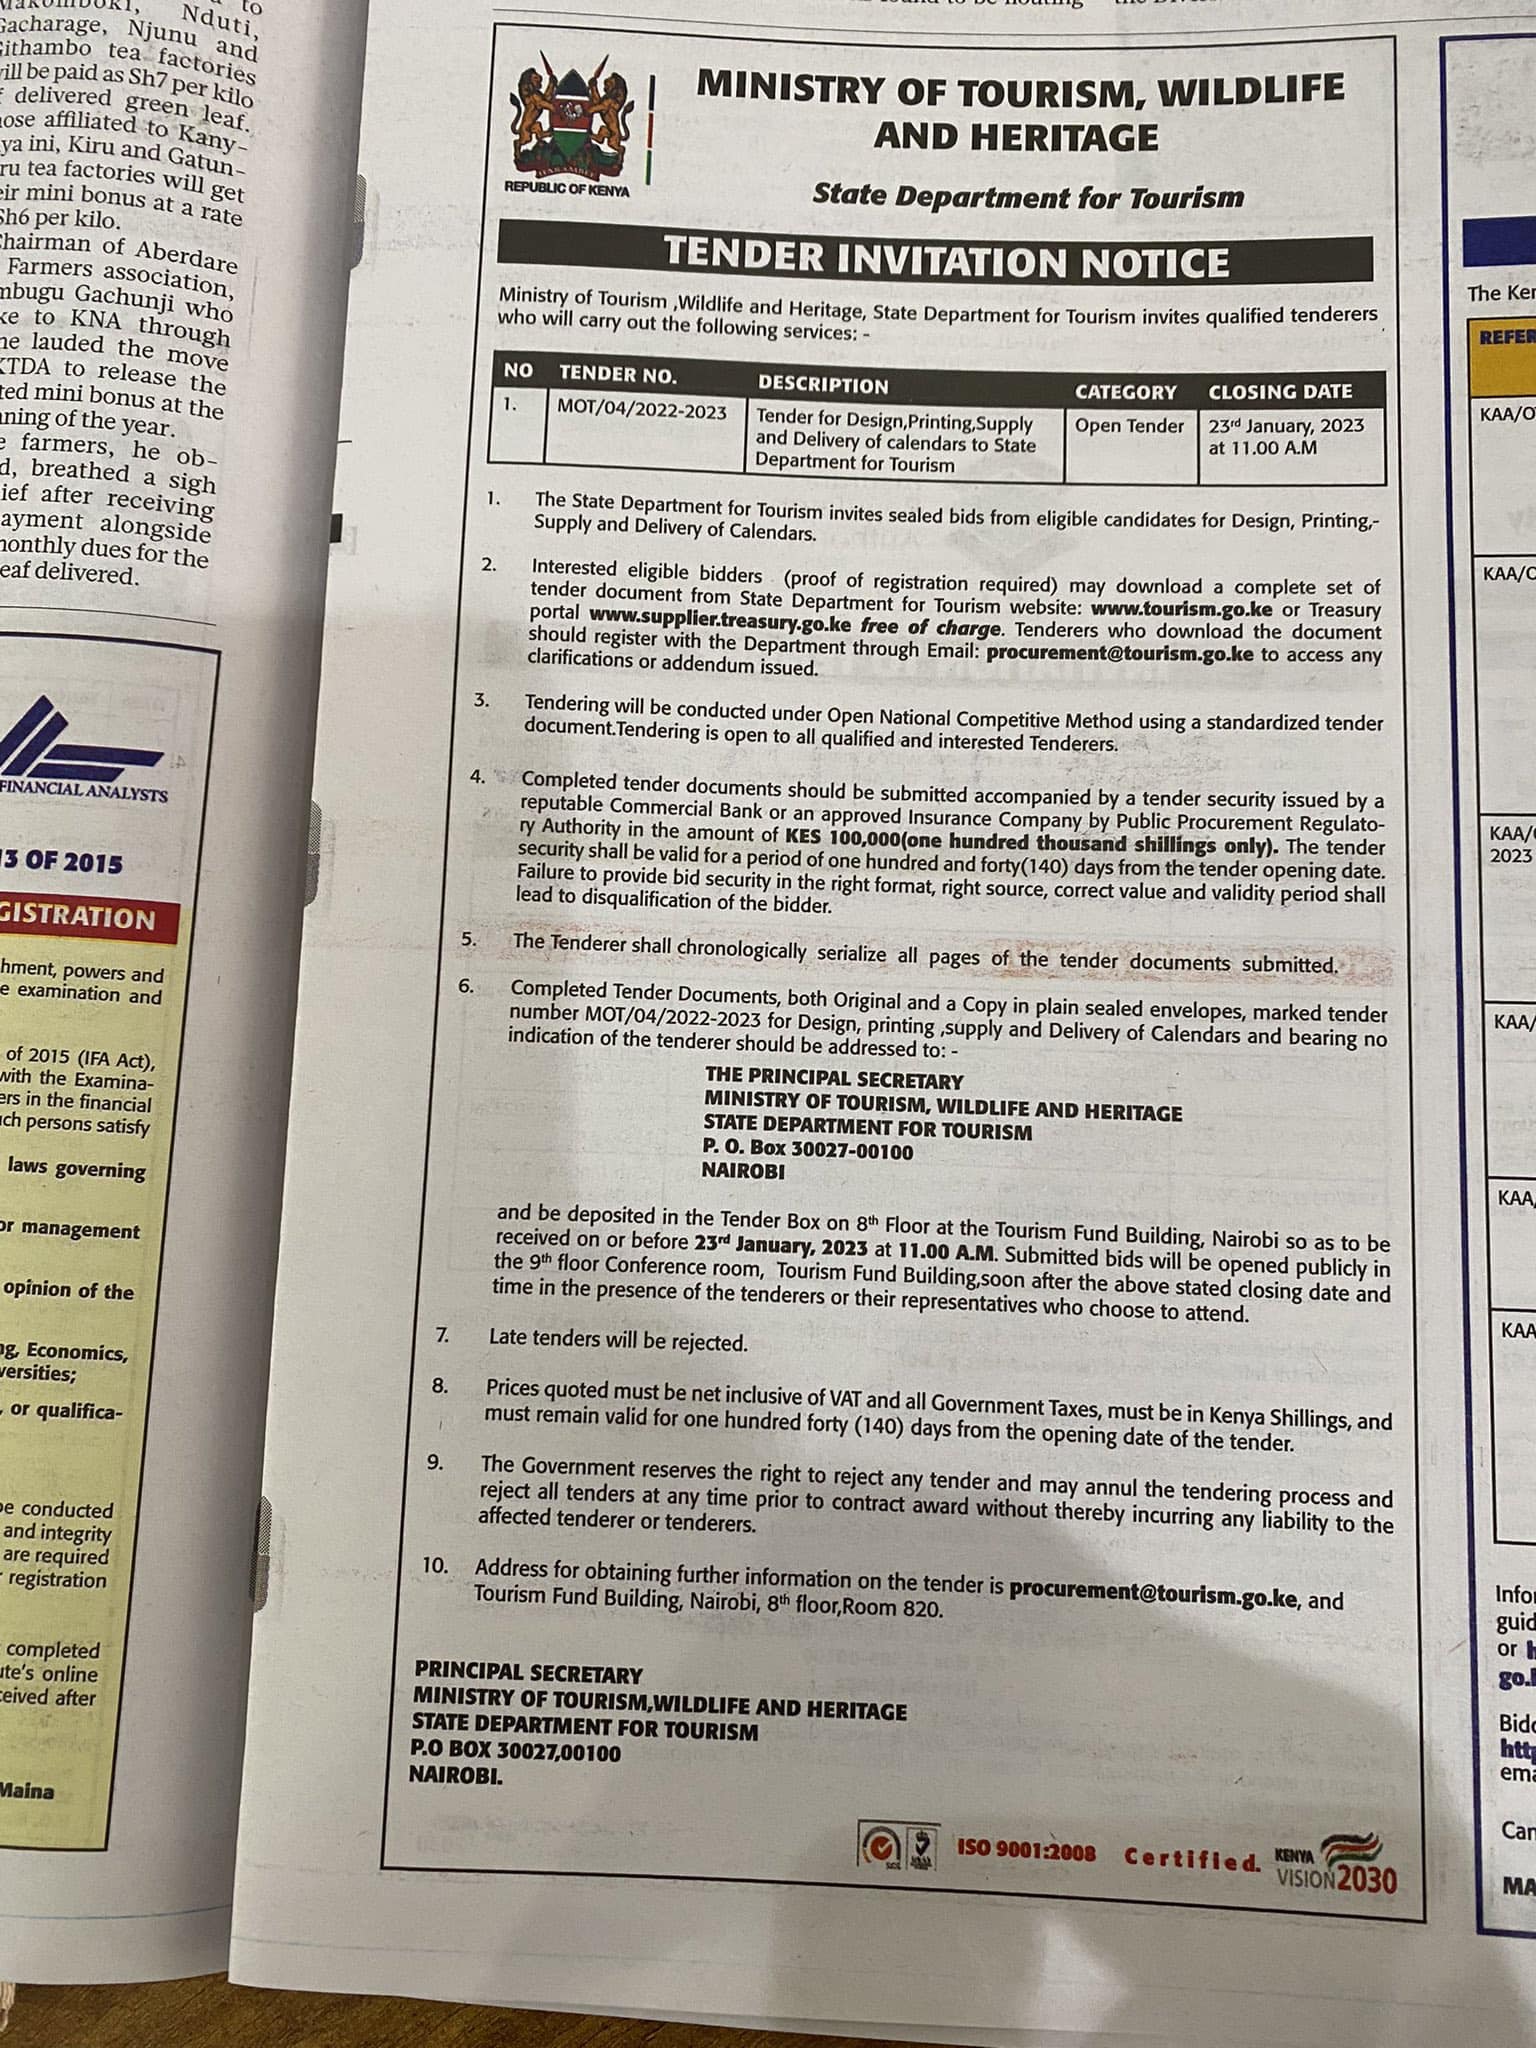 to
Nduti,
Gacharage, Njunu and
Githambo tea factories
will be paid as Sh7 per kilo
delivered green leaf.
those affiliated to Kany-
ya ini, Kiru and Gatun-
ru tea factories will get
their mini bonus at a rate
Sh6 per kilo.
Chairman of Aberdare
Farmers association,
mbugu Gachunji who
ke to KNA through
he lauded the move
KTDA to release the
ted mini bonus at the
nning of the year.
e farmers, he ob-
d, breathed a sigh
ief after receiving
ayment alongside
monthly dues for the
eaf delivered.
FINANCIAL ANALYSTS
13 OF 2015
GISTRATION
hment, powers and
e examination and
of 2015 (IFA Act),
with the Examina-
ers in the financial
uch persons satisfy
laws governing
or management
opinion of the
ng, Economics,
versities;
, or qualifica-
be conducted
and integrity
are required
registration
completed
ute's online
ceived after
Maina
REPUBLIC OF KENYA
MINISTRY OF TOURISM, WILDLIFE
AND HERITAGE
State Department for Tourism
TENDER INVITATION NOTICE
Ministry of Tourism ,Wildlife and Heritage, State Department for Tourism invites qualified tenderers
who will carry out the following services: -
NO TENDER NO. DESCRIPTION CATEGORY CLOSING DATE
1. MOT/04/2022-2023 Tender for Design,Printing,Supply Open Tender 23rd January, 2023
and Delivery of calendars to State at 11.00 A.M
Department for Tourism
1. The State Department for Tourism invites sealed bids from eligible candidates for Design, Printing,-
Supply and Delivery of Calendars.
2. Interested eligible bidders (proof of registration required) may download a complete set of
tender document from State Department for Tourism website: www.tourism.go.ke or Treasury
portal www.supplier.treasury.go.ke free of charge. Tenderers who download the document
should register with the Department through Email: procurement@tourism.go.ke to access any
clarifications or addendum issued.
3. Tendering will be conducted under Open National Competitive Method using a standardized tender
document.Tendering is open to all qualified and interested Tenderers.
4. Completed tender documents should be submitted accompanied by a tender security issued by a
reputable Commercial Bank or an approved Insurance Company by Public Procurement Regulato-
ry Authority in the amount of KES 100,000(one hundred thousand shillings only). The tender
security shall be valid for a period of one hundred and forty(140) days from the tender opening date.
Failure to provide bid security in the right format, right source, correct value and validity period shall
lead to disqualification of the bidder.
5. The Tenderer shall chronologically serialize all pages of the tender documents submitted.
6. Completed Tender Documents, both Original and a Copy in plain sealed envelopes, marked tender
number MOT/04/2022-2023 for Design, printing ,supply and Delivery of Calendars and bearing no
indication of the tenderer should be addressed to: -
THE PRINCIPAL SECRETARY
MINISTRY OF TOURISM, WILDLIFE AND HERITAGE
STATE DEPARTMENT FOR TOURISM
P. O. Box 30027-00100
NAIROBI
and be deposited in the Tender Box on 8th Floor at the Tourism Fund Building, Nairobi so as to be
received on or before 23rd January, 2023 at 11.00 A.M. Submitted bids will be opened publicly in
the 9th floor Conference room, Tourism Fund Building,soon after the above stated closing date and
time in the presence of the tenderers or their representatives who choose to attend.
7. Late tenders will be rejected.
8. Prices quoted must be net inclusive of VAT and all Government Taxes, must be in Kenya Shillings, and
must remain valid for one hundred forty (140) days from the opening date of the tender.
9. The Government reserves the right to reject any tender and may annul the tendering process and
reject all tenders at any time prior to contract award without thereby incurring any liability to the
affected tenderer or tenderers.
10. Address for obtaining further information on the tender is procurement@tourism.go.ke, and
Tourism Fund Building, Nairobi, 8th floor,Room 820.
PRINCIPAL SECRETARY
MINISTRY OF TOURISM,WILDLIFE AND HERITAGE
STATE DEPARTMENT FOR TOURISM
P.O BOX 30027,00100
NAIROBI.
ISO 9001:2008 Certified.
KENYA
VISION 2030
The Ken
REFER
KAA/O
KAA/O
KAA/
2023
KAA/
KAA,
KAA
Infor
guid
or h
go.
Bidd
http
ema
Can
MA